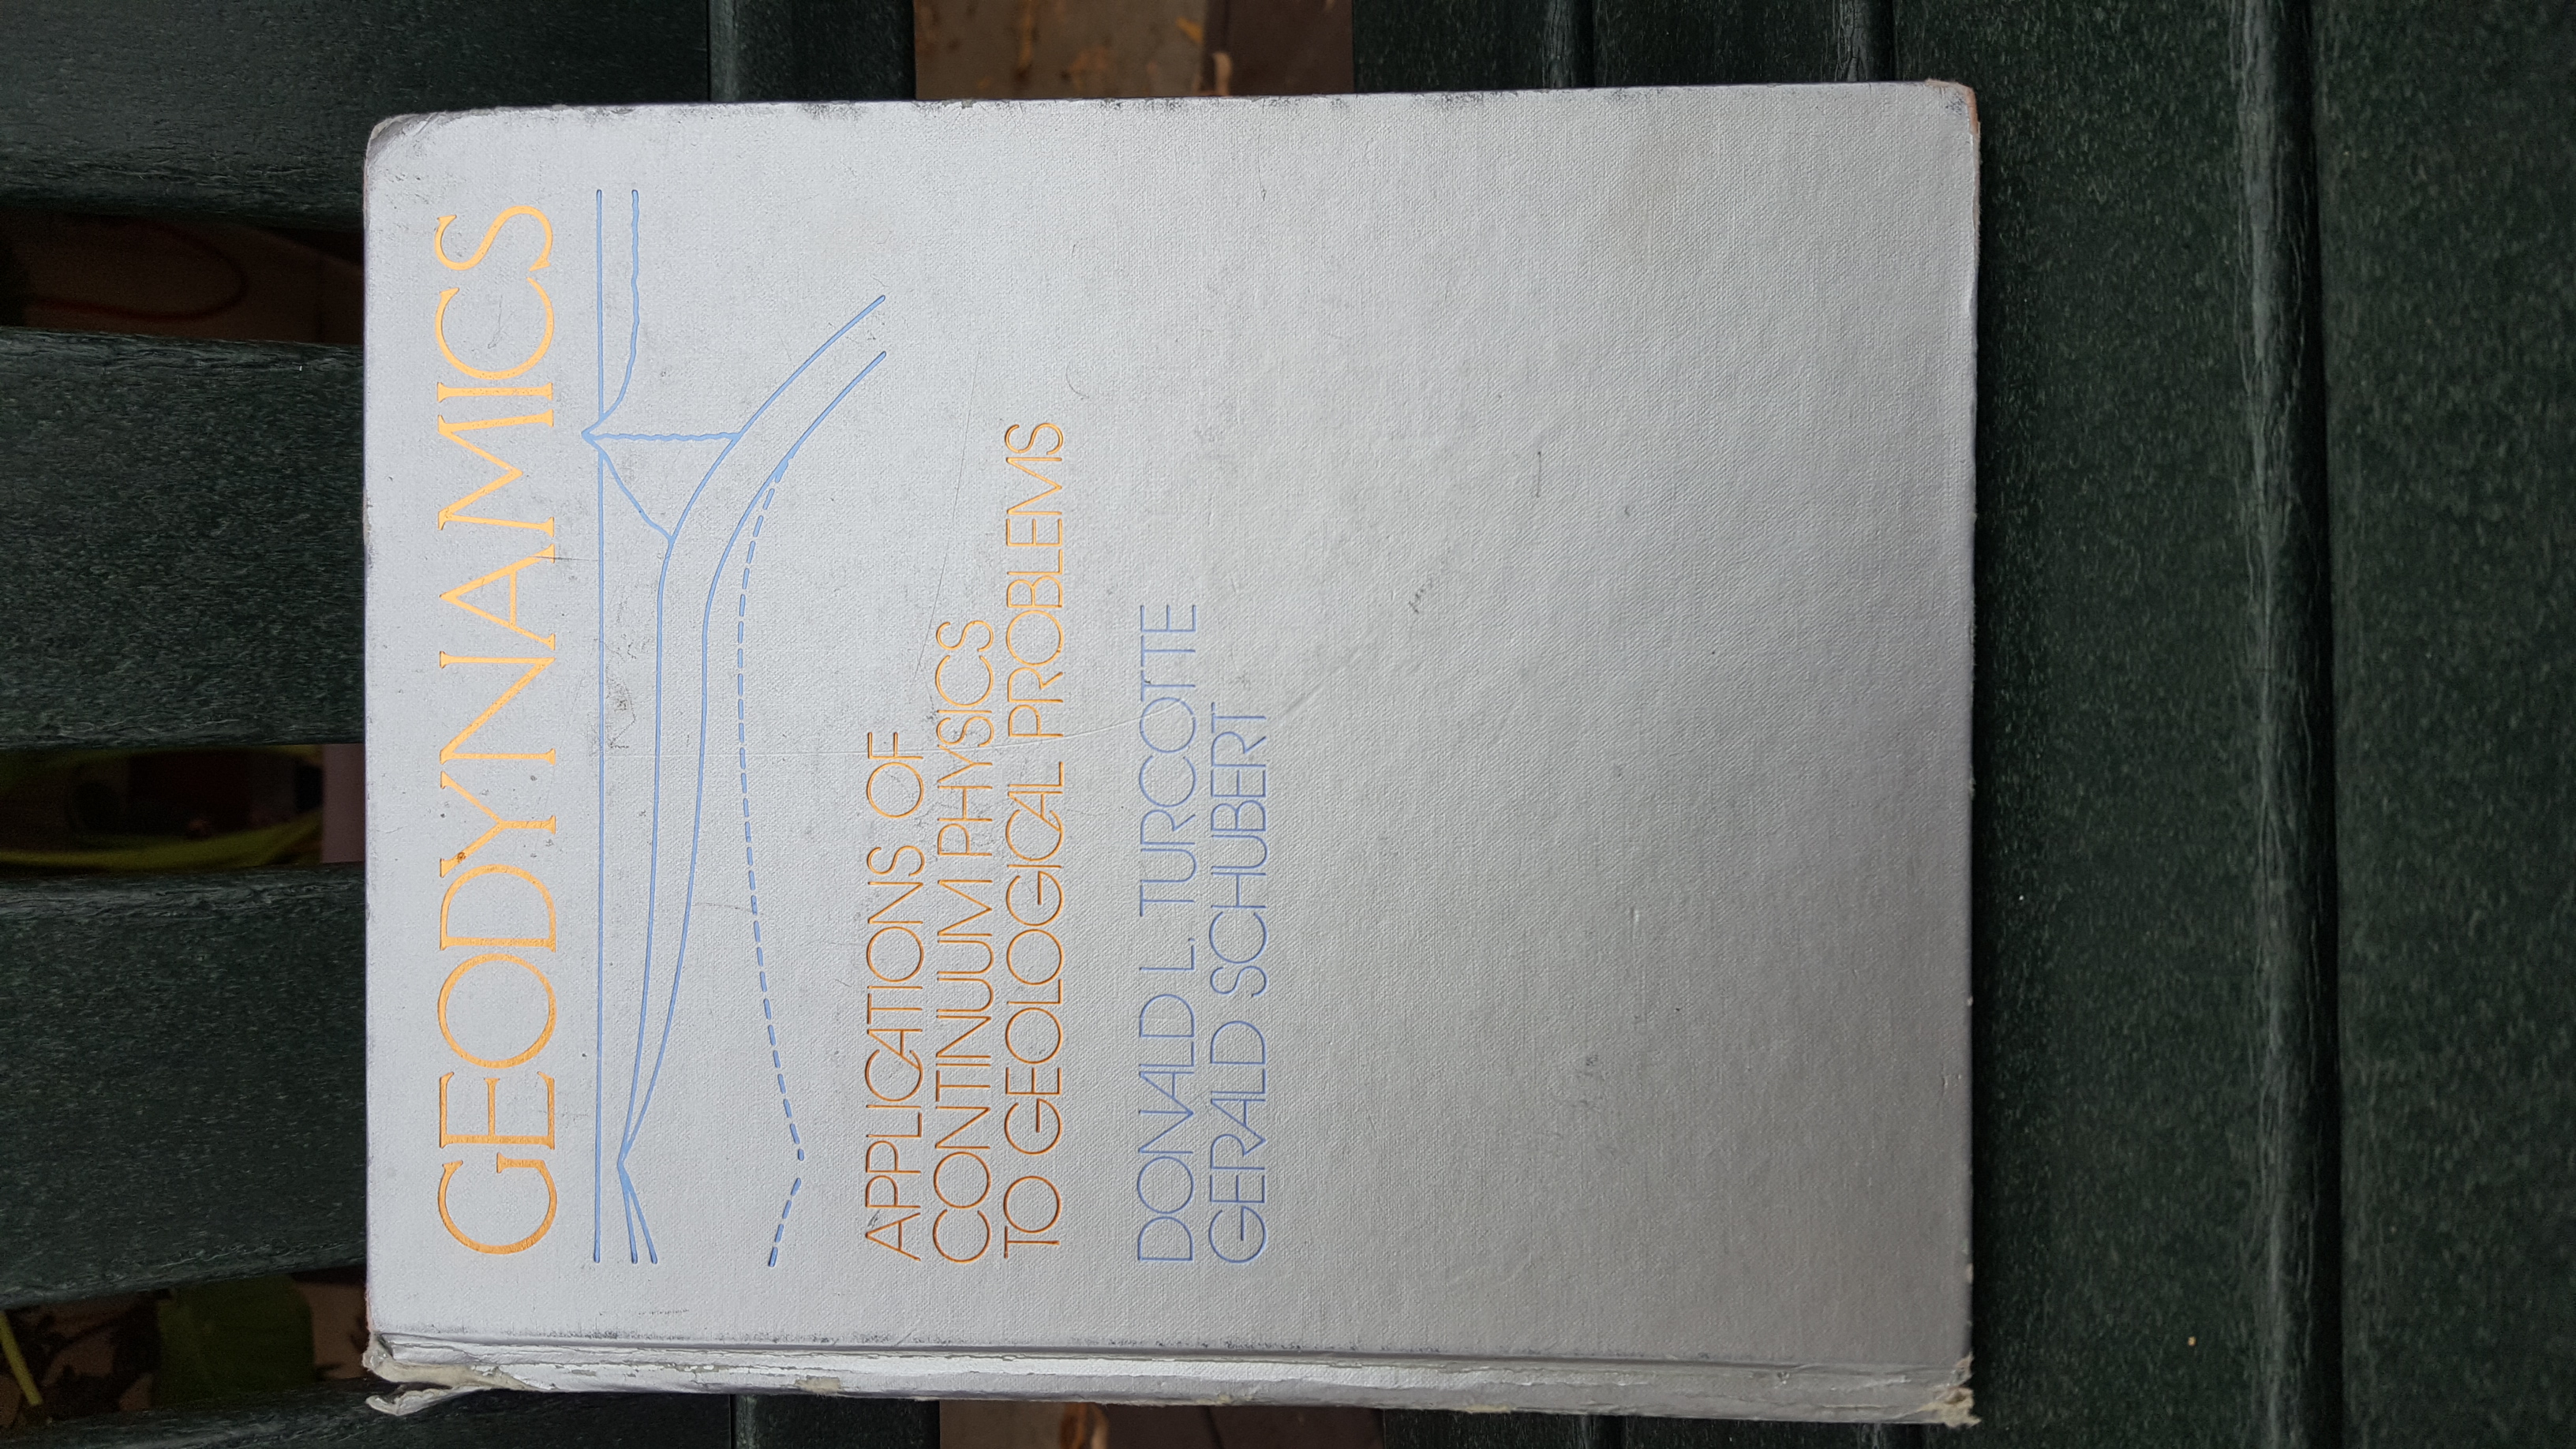 GEODYNAMICS
APPLICATIONS OF
CONTINUUM PHYSICS
TO GEOLOGICAL PROBLEMS
DONALD L. TURCOTTE
GERALD SCHUBERT